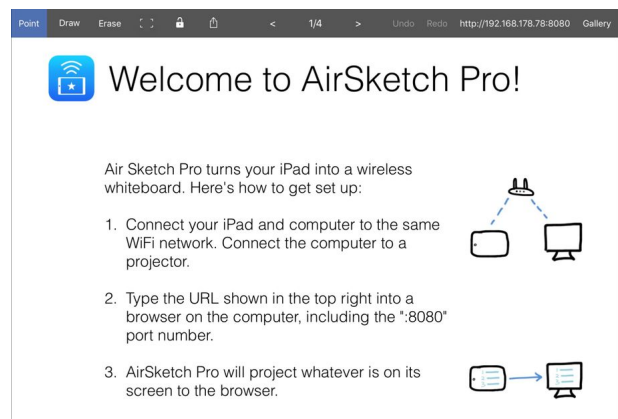 Point Draw Erase < 1/4 > Undo Redo http://192.168.178.78:8080 Gallery
Welcome to AirSketch Pro!
Air Sketch Pro turns your iPad into a wireless
whiteboard. Here's how to get set up:
1. Connect your iPad and computer to the same
WiFi network. Connect the computer to a
projector.
2. Type the URL shown in the top right into a
browser on the computer, including the ":8080"
port number.
3. AirSketch Pro will project whatever is on its
screen to the browser.